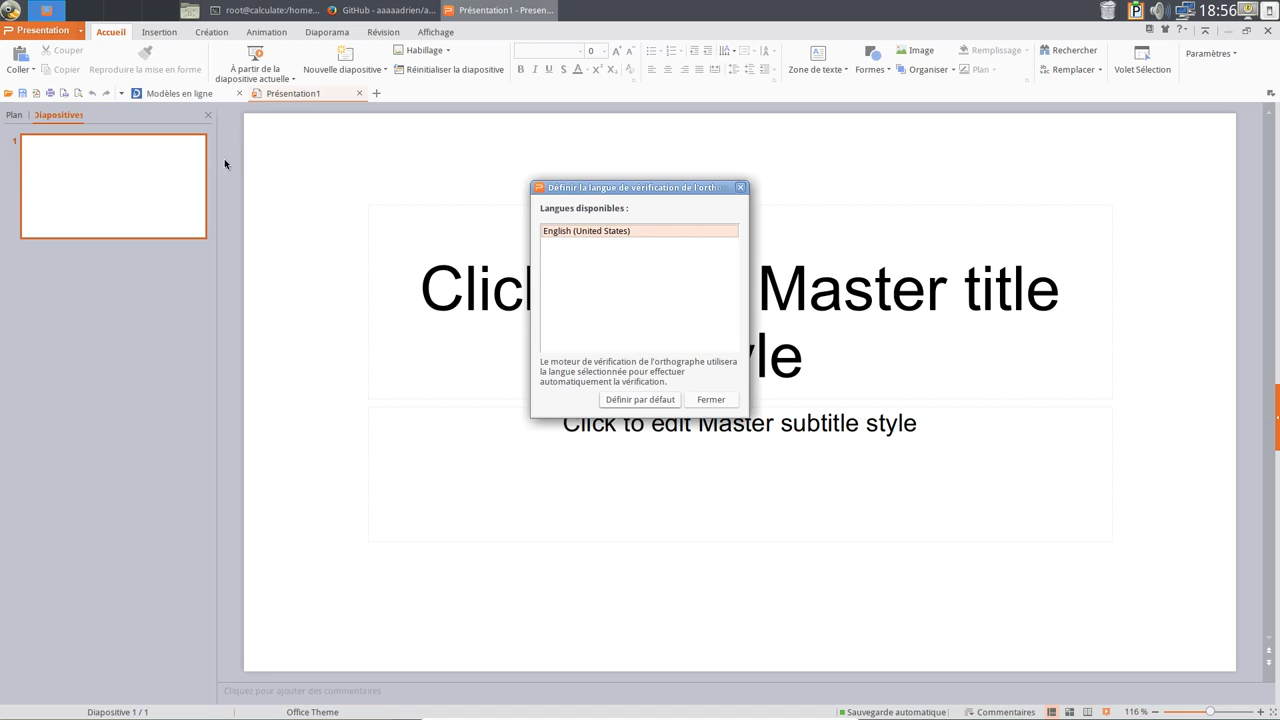 root@calculate:/home...
GitHub - aaaaadrien/a...
Présentation1 - Presen...
18:56
Presentation
Accueil
Insertion
Création
Animation
Diaporama
Révision
Affichage
Coller
Couper
Copier
Reproduire la mise en forme
À partir de la
diapositive actuelle
Nouvelle diapositive
Habillage
Réinitialiser la diapositive
0
Zone de texte
Formes
Image
Organiser
Remplissage
Plan
Rechercher
Remplacer
Volet Sélection
Paramètres
Modèles en ligne
Présentation1
Plan
Diapositives
1
Définir la langue de vérification de l'ortho
Langues disponibles :
English (United States)
Le moteur de vérification de l'orthographe utilisera
la langue sélectionnée pour effectuer
automatiquement la vérification.
Définir par défaut
Fermer
Click Master title
yle
Click to edit Master subtitle style
Cliquez pour ajouter des commentaires
Diapositive 1 / 1
Office Theme
Sauvegarde automatique
Commentaires
116 %